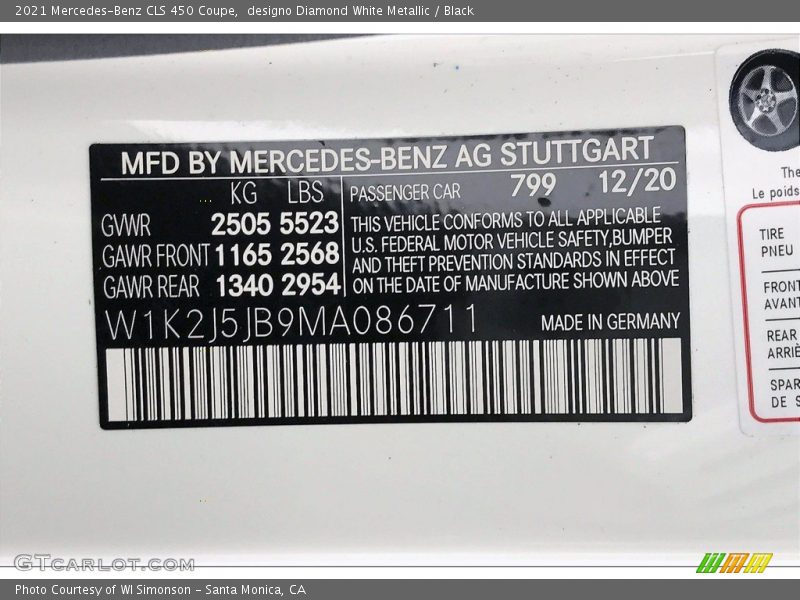 2021 Mercedes-Benz CLS 450 Coupe,  designo Diamond White Metallic / Black
MFD BY MERCEDES-BENZ AG STUTTGART
KG LBS
GVWR 2505 5523
GAWR FRONT 1165 2568
GAWR REAR 1340 2954
PASSENGER CAR 799 12/20
THIS VEHICLE CONFORMS TO ALL APPLICABLE
U.S. FEDERAL MOTOR VEHICLE SAFETY,BUMPER
AND THEFT PREVENTION STANDARDS IN EFFECT
ON THE DATE OF MANUFACTURE SHOWN ABOVE
W1K2J5JB9MA086711
MADE IN GERMANY
The
Le poids
TIRE
PNEU
FRONT
AVANT
REAR
ARRIÈ
SPAR
DE S
GTCARLOT.COM
Photo Courtesy of WI Simonson - Santa Monica, CA